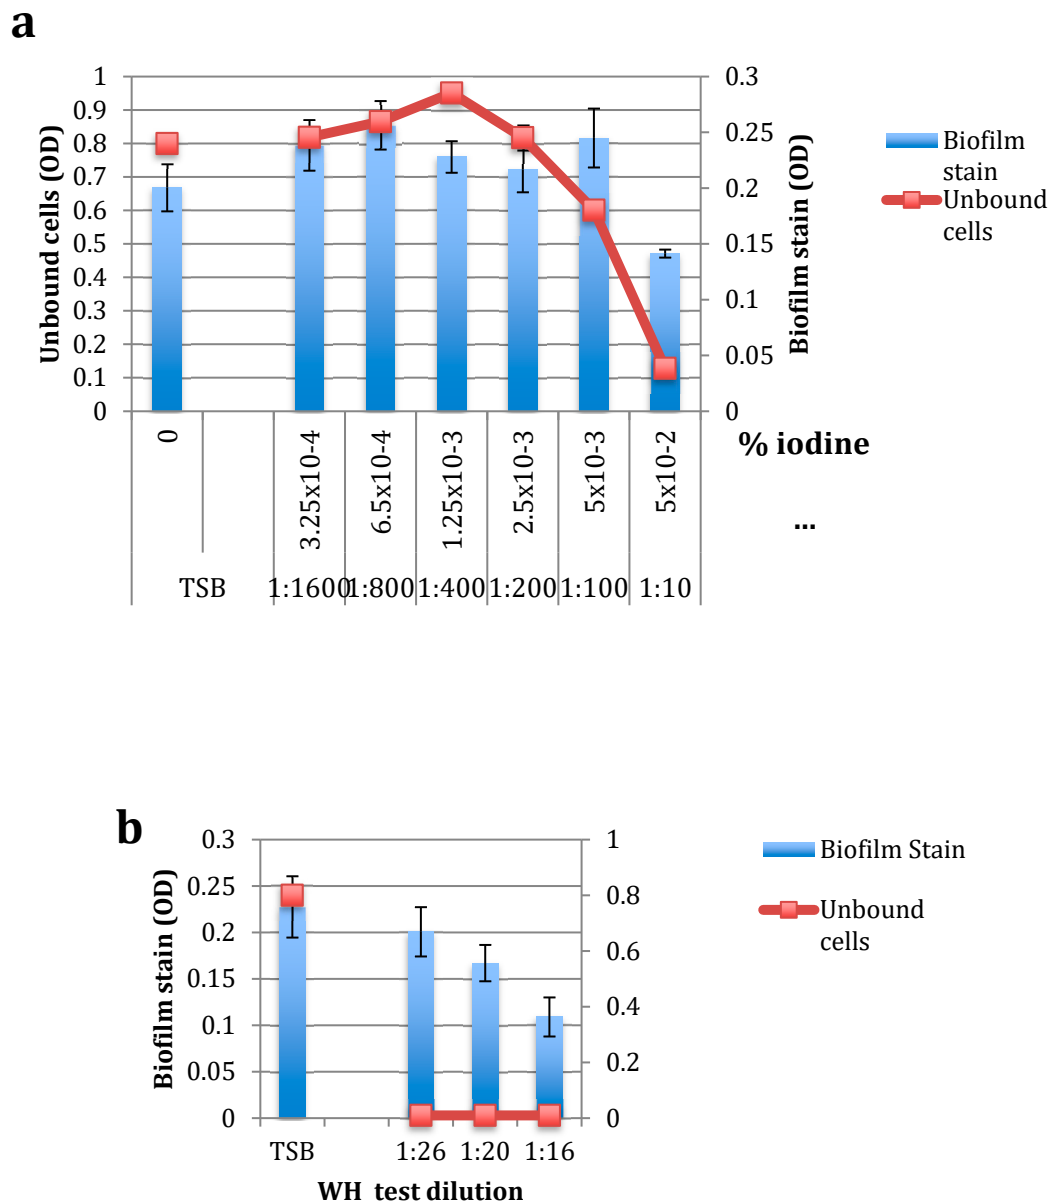 a
1
0.9
0.8
0.7
0.6
0.5
0.4
0.3
0.2
0.1
0
Unbound cells (OD)
0.3
0.25
0.2
0.15
0.1
0.05
0
Biofilm stain (OD)
Biofilm
stain
Unbound
cells
0
3.25x10-4
6.5x10-4
1.25x10-3
2.5x10-3
5x10-3
5x10-2
% iodine
...
TSB 1:1600 1:800 1:400 1:200 1:100 1:10
b
0.3
0.25
0.2
0.15
0.1
0.05
0
Biofilm stain (OD)
1
0.8
0.6
0.4
0.2
0
Biofilm Stain
Unbound
cells
TSB 1:26 1:20 1:16
WH test dilution